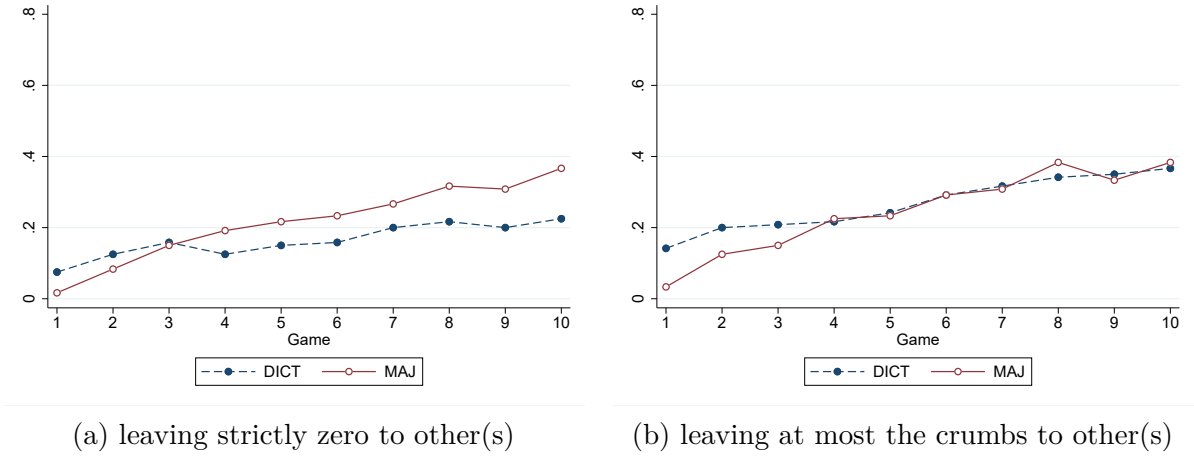 .8
.6
.4
.2
0
1 2 3 4 5 6 7 8 9 10
Game
DICT MAJ
(a) leaving strictly zero to other(s)
.8
.6
.4
.2
0
1 2 3 4 5 6 7 8 9 10
Game
DICT MAJ
(b) leaving at most the crumbs to other(s)